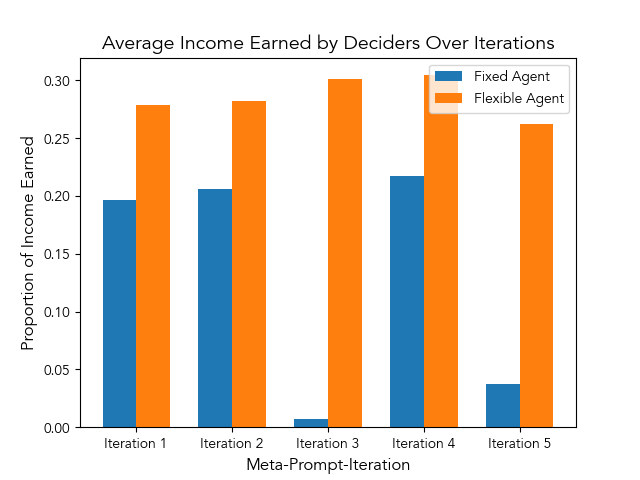 Average Income Earned by Deciders Over Iterations
Fixed Agent
Flexible Agent
Proportion of Income Earned
0.30
0.25
0.20
0.15
0.10
0.05
0.00
Iteration 1
Iteration 2
Iteration 3
Iteration 4
Iteration 5
Meta-Prompt-Iteration